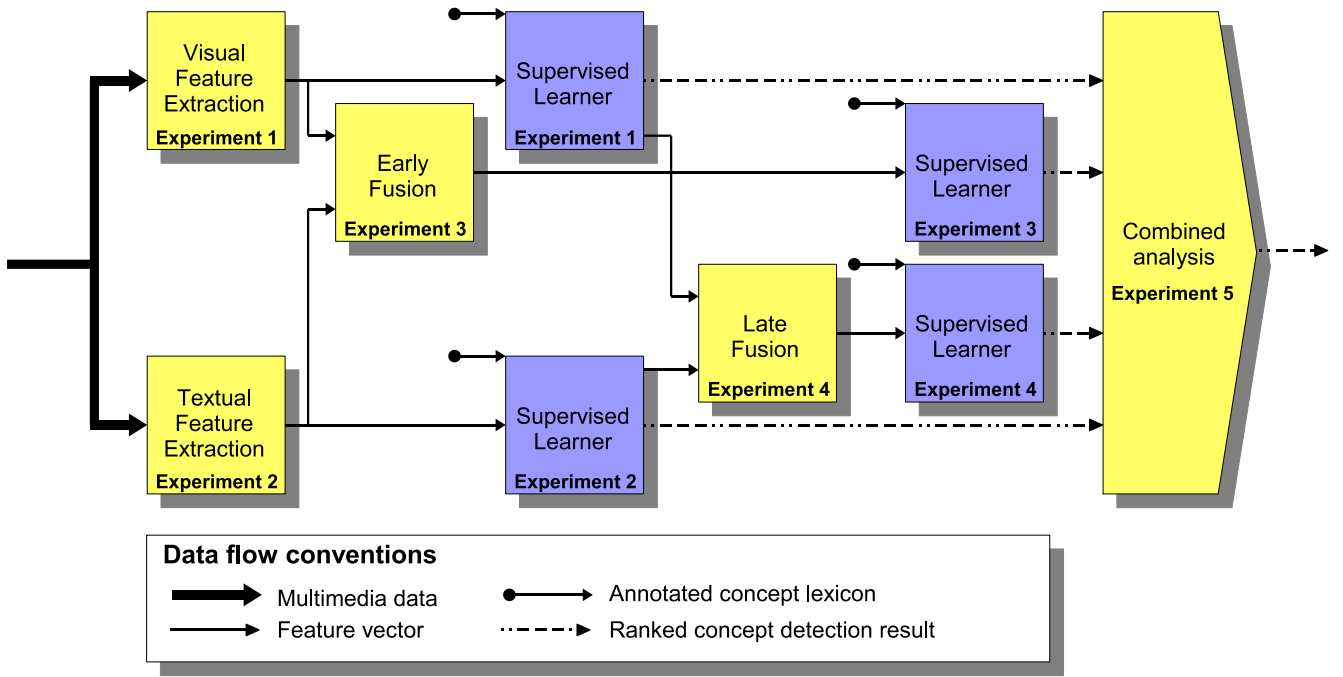 Visual
Feature
Extraction
Experiment 1
Supervised
Learner
Experiment 1
Early
Fusion
Experiment 3
Supervised
Learner
Experiment 3
Combined
analysis
Experiment 5
Late
Fusion
Experiment 4
Supervised
Learner
Experiment 4
Textual
Feature
Extraction
Experiment 2
Supervised
Learner
Experiment 2
Data flow conventions
Multimedia data
Annotated concept lexicon
Feature vector
Ranked concept detection result